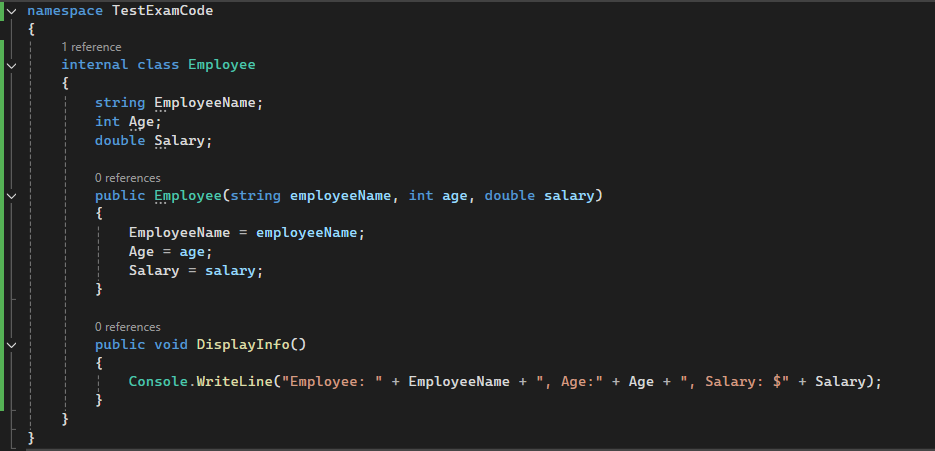 namespace TestExamCode
{
1 reference
internal class Employee
{
string EmployeeName;
int Age;
double Salary;
0 references
public Employee(string employeeName, int age, double salary)
{
EmployeeName = employeeName;
Age = age;
Salary = salary;
}
0 references
public void DisplayInfo()
{
Console.WriteLine("Employee: " + EmployeeName + ", Age:" + Age + ", Salary: $" + Salary);
}
}
}